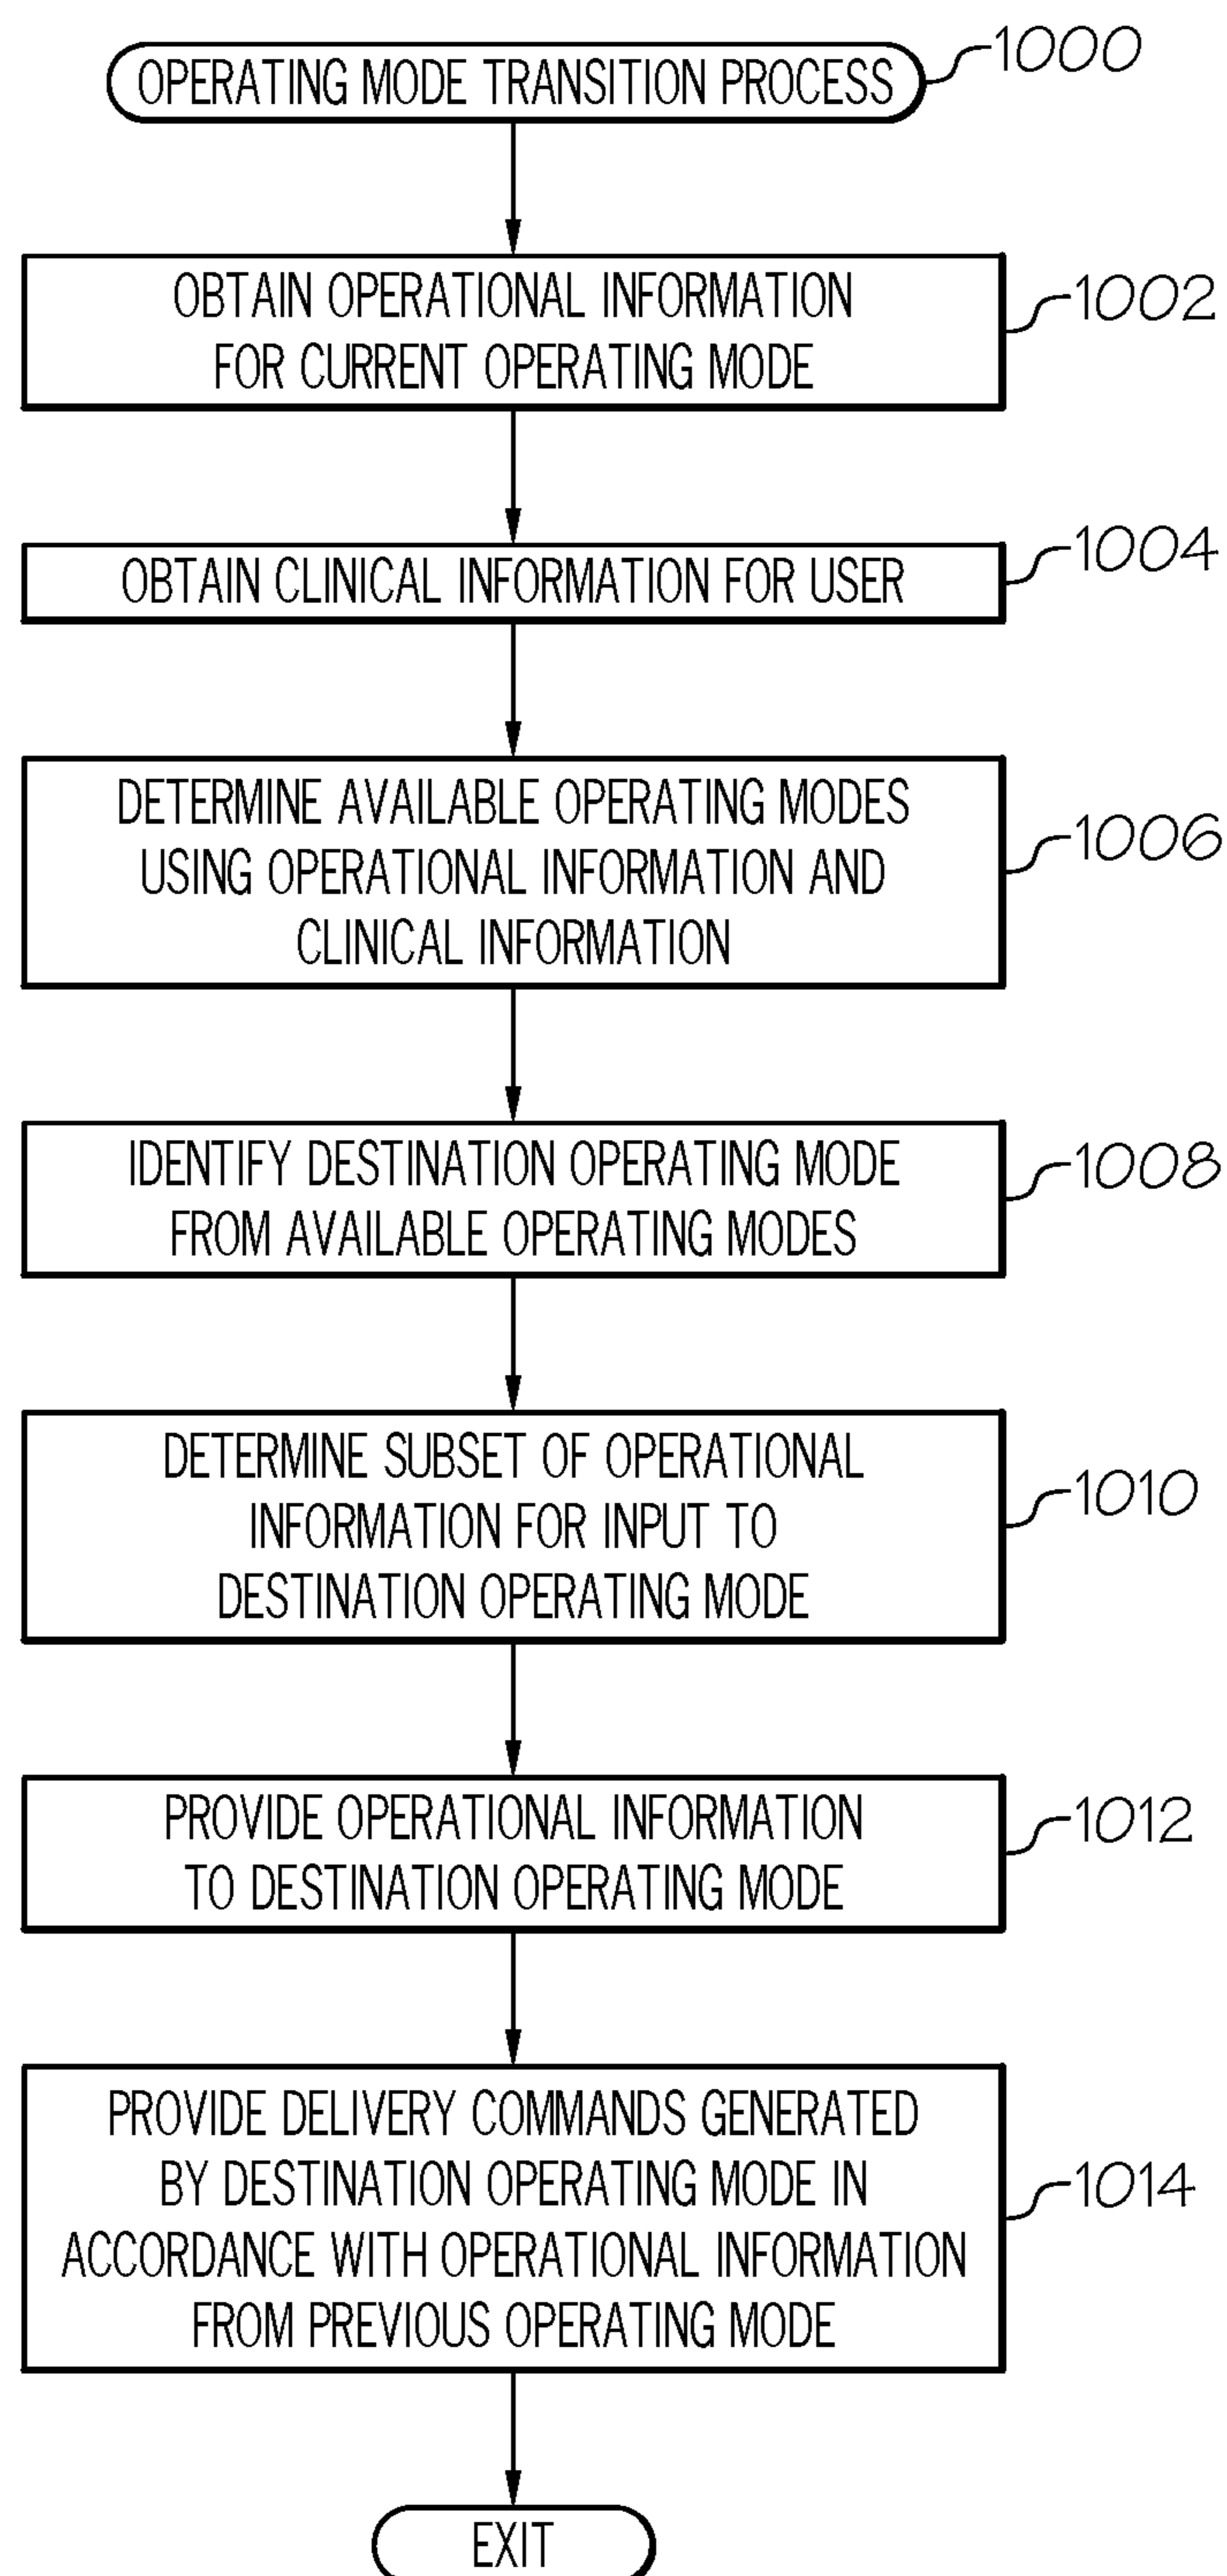 OPERATING MODE TRANSITION PROCESS
1000
OBTAIN OPERATIONAL INFORMATION
FOR CURRENT OPERATING MODE
1002
OBTAIN CLINICAL INFORMATION FOR USER
1004
DETERMINE AVAILABLE OPERATING MODES
USING OPERATIONAL INFORMATION AND
CLINICAL INFORMATION
1006
IDENTIFY DESTINATION OPERATING MODE
FROM AVAILABLE OPERATING MODES
1008
DETERMINE SUBSET OF OPERATIONAL
INFORMATION FOR INPUT TO
DESTINATION OPERATING MODE
1010
PROVIDE OPERATIONAL INFORMATION
TO DESTINATION OPERATING MODE
1012
PROVIDE DELIVERY COMMANDS GENERATED
BY DESTINATION OPERATING MODE IN
ACCORDANCE WITH OPERATIONAL INFORMATION
FROM PREVIOUS OPERATING MODE
1014
EXIT